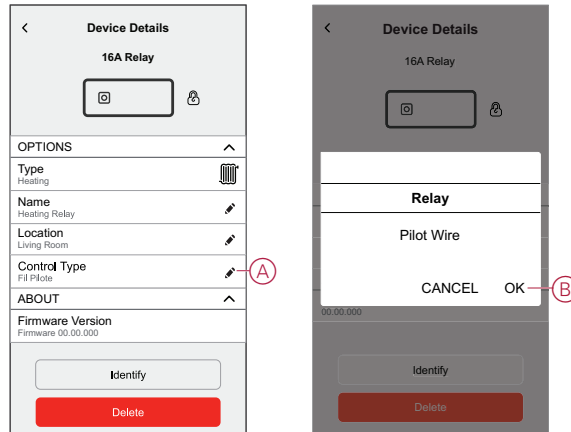 Device Details
16A Relay
OPTIONS
Type
Heating
Name
Heating Relay
Location
Living Room
Control Type
Fil Pilote
A
ABOUT
Firmware Version
Firmware 00.00.000
Identify
Delete
Device Details
16A Relay
Relay
Pilot Wire
CANCEL OK
B
00.00.000
Identify
Delete